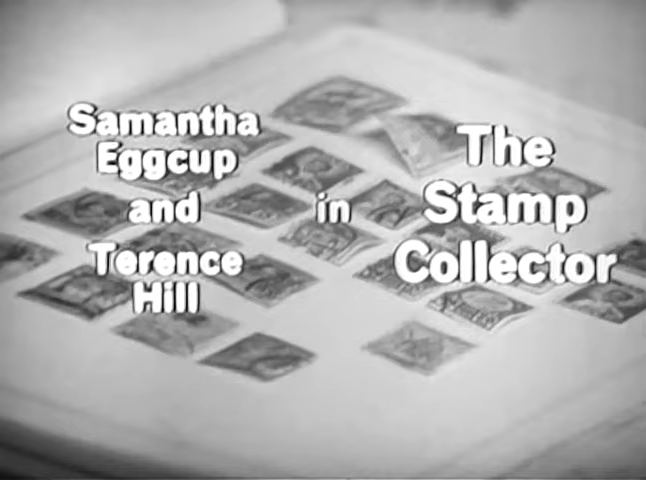 Samantha
Eggcup
and
Terence
Hill
in
The
Stamp
Collector